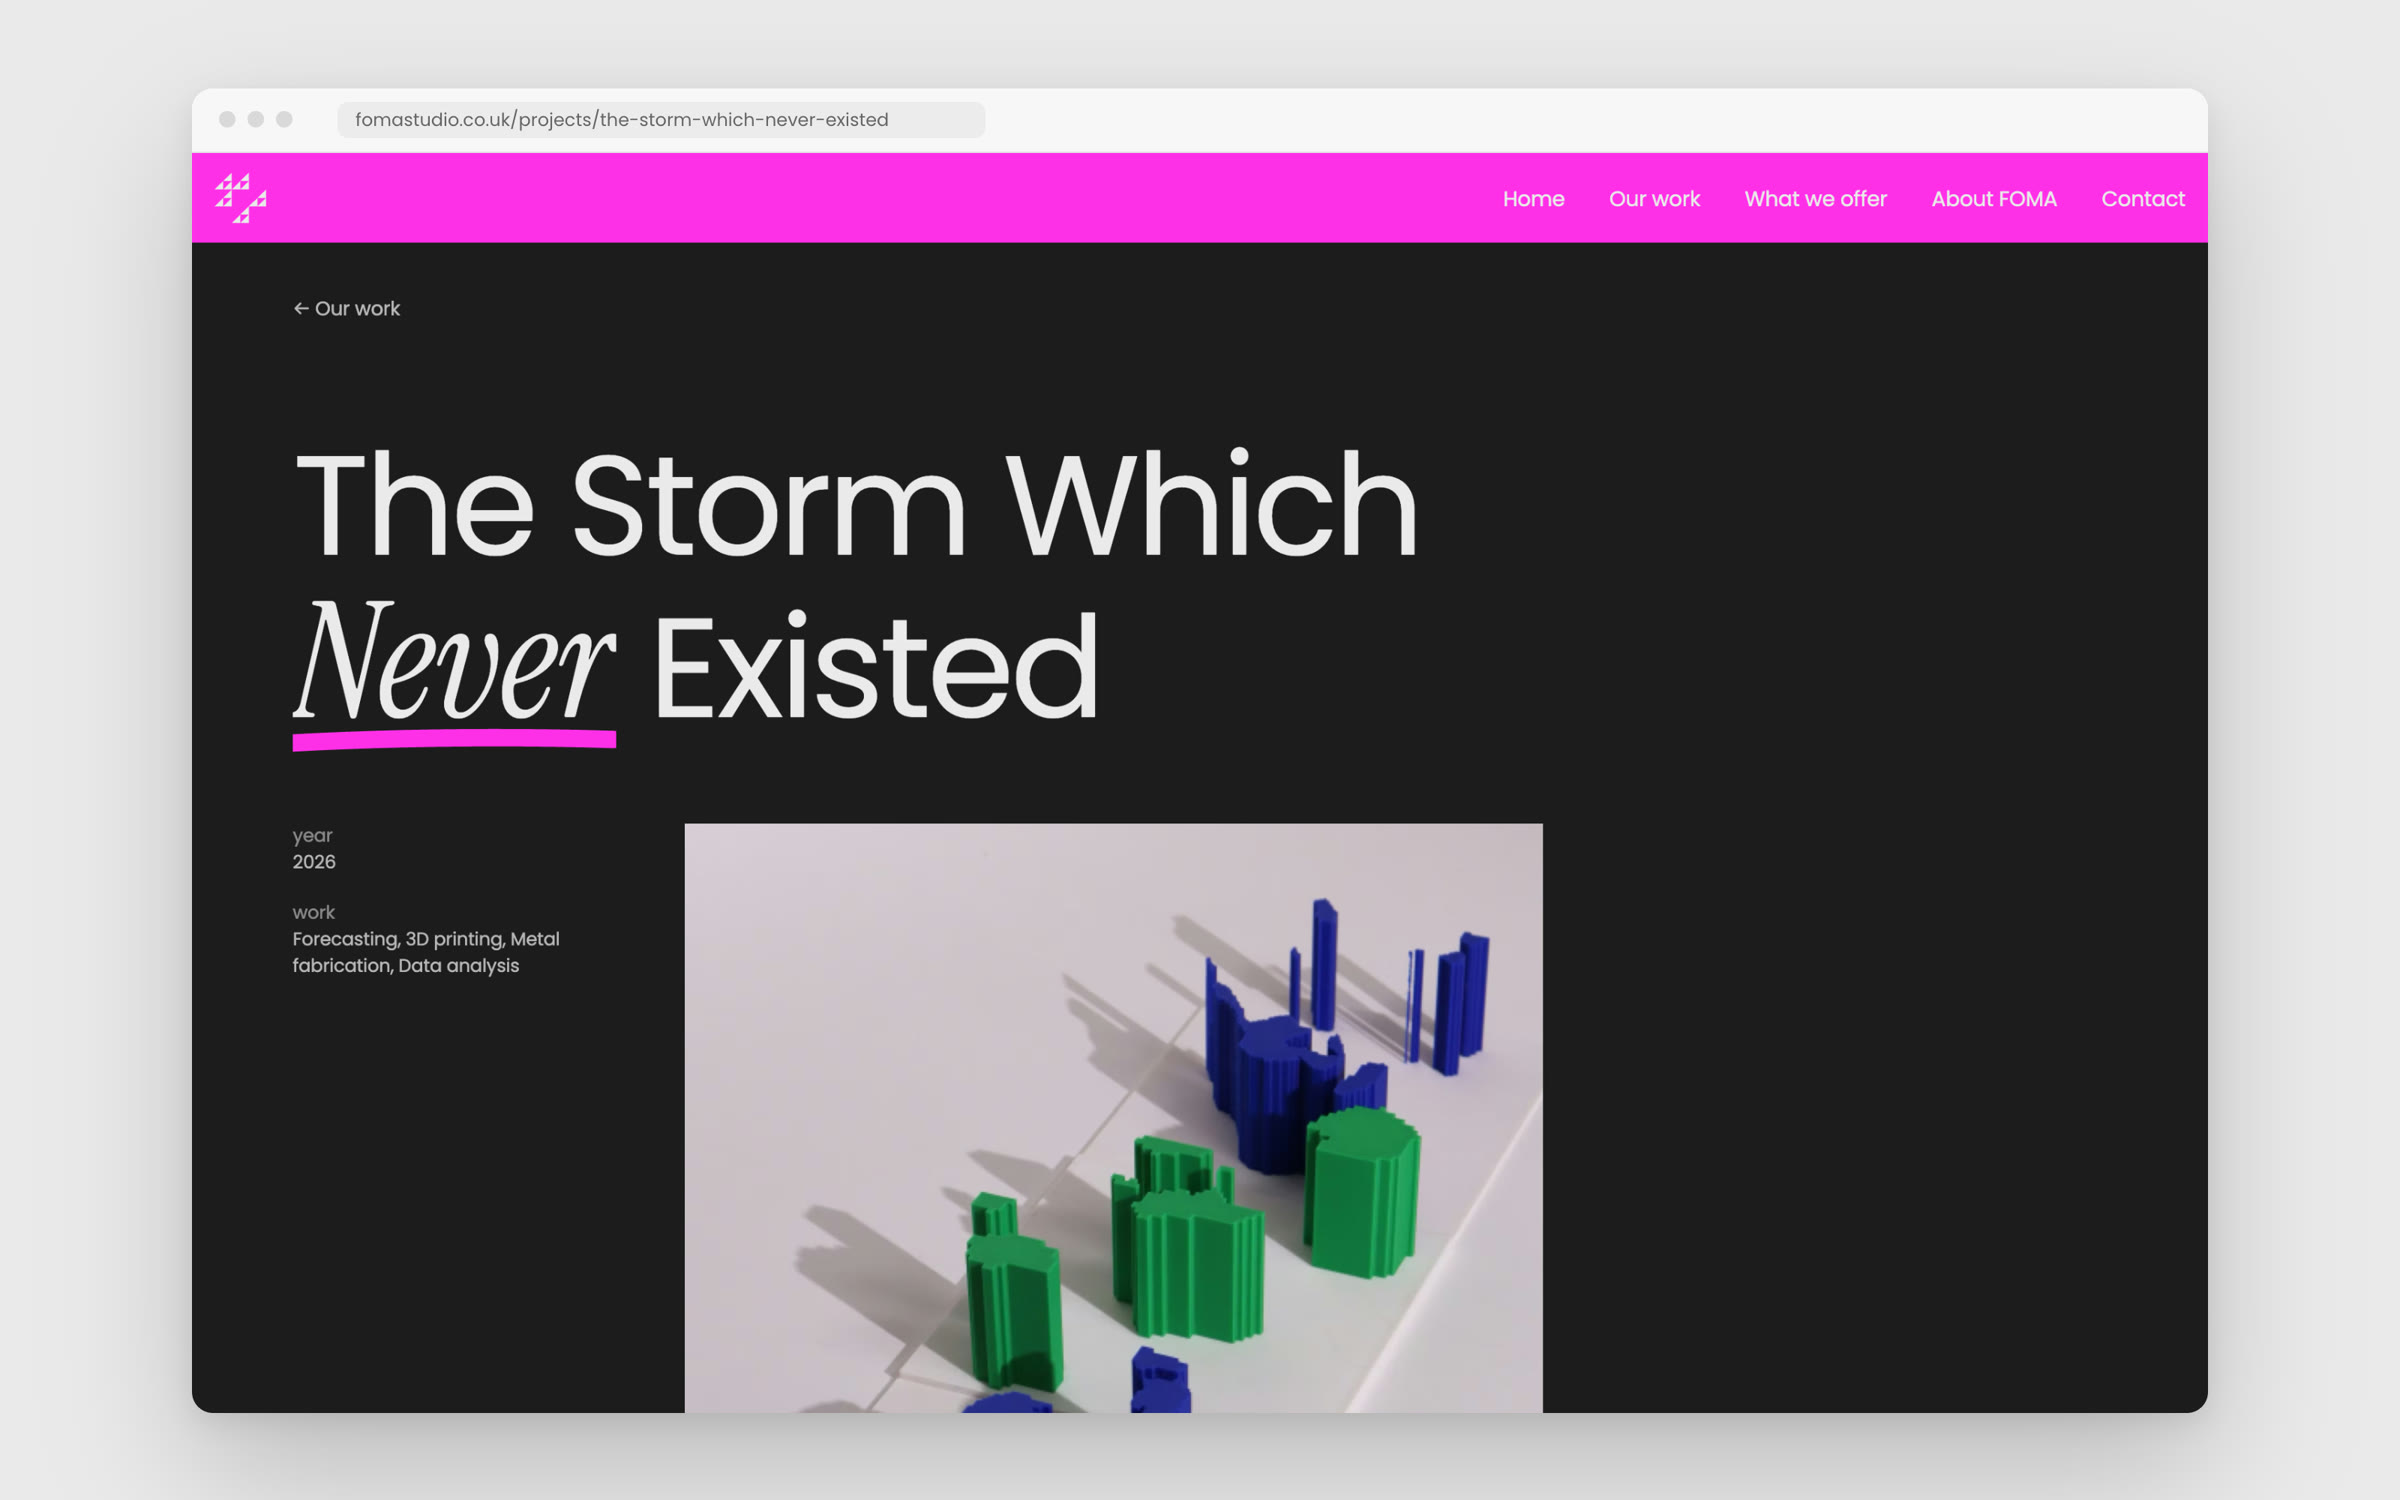 fomastudio.co.uk/projects/the-storm-which-never-existed
Home Our work What we offer About FOMA Contact
← Our work
The Storm Which
Never Existed
year
2026
work
Forecasting, 3D printing, Metal
fabrication, Data analysis